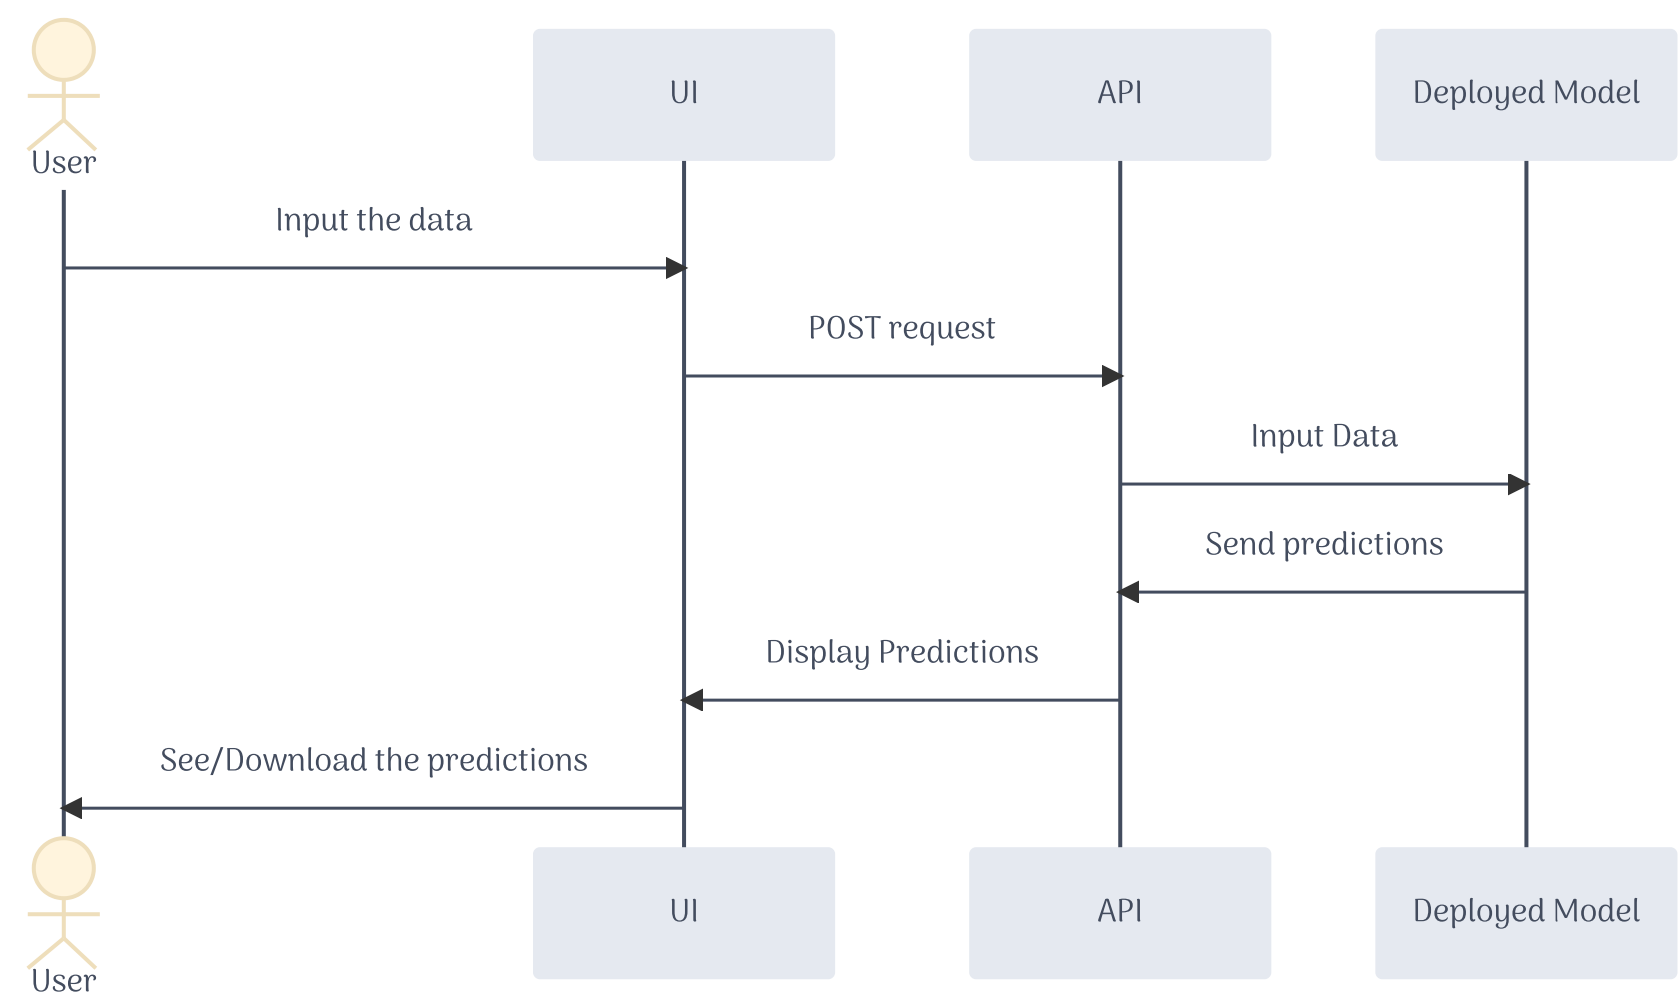 User
UI
API
Deployed Model
Input the data
POST request
Input Data
Send predictions
Display Predictions
See/Download the predictions
User
UI
API
Deployed Model